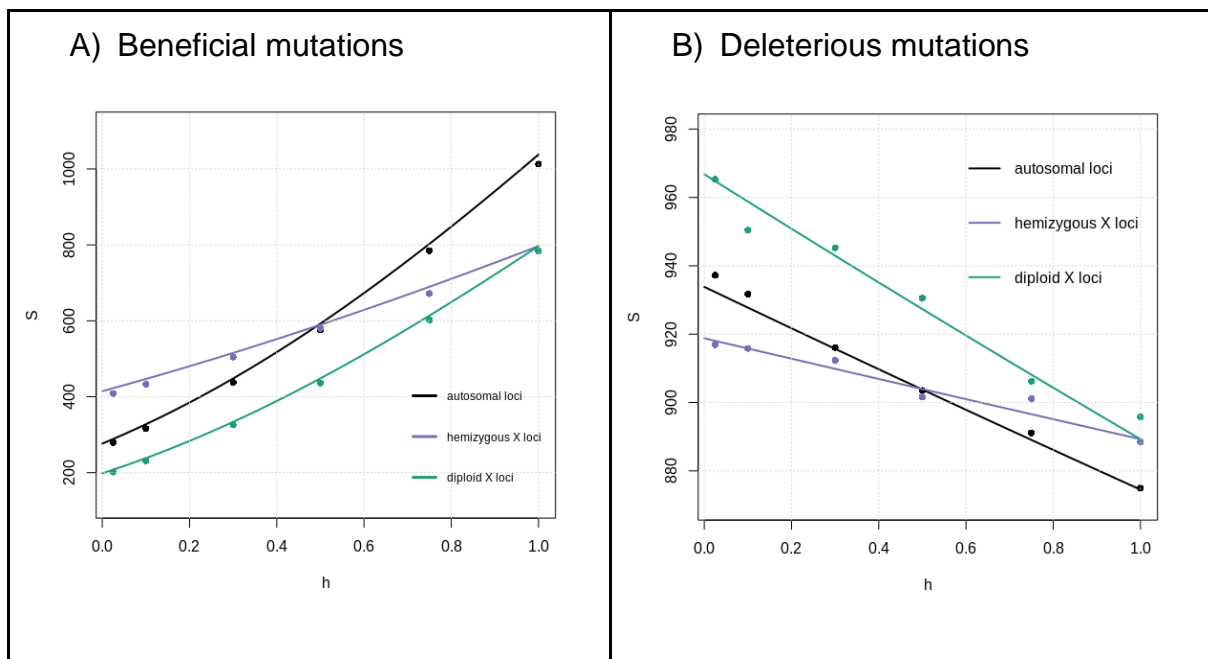 A) Beneficial mutations
S
1000
800
600
400
200
0.0 0.2 0.4 0.6 0.8 1.0
h
autosomal loci
hemizygous X loci
diploid X loci
B) Deleterious mutations
S
980
960
940
920
900
880
0.0 0.2 0.4 0.6 0.8 1.0
h
autosomal loci
hemizygous X loci
diploid X loci